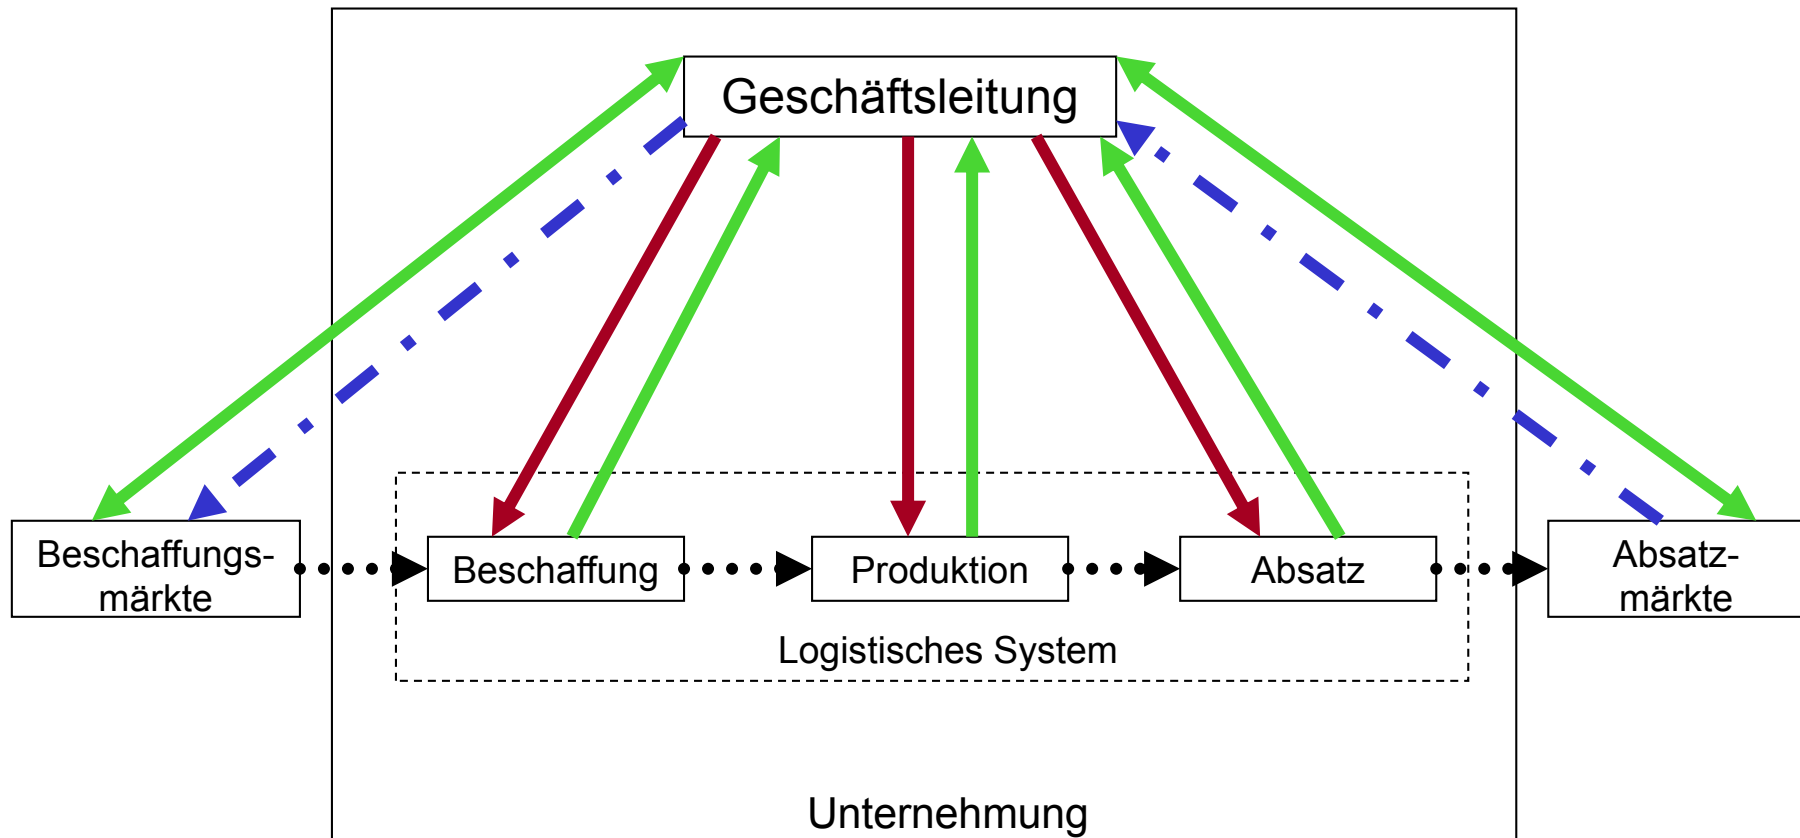 Geschäftsleitung
Beschaffungs-
märkte
Beschaffung
Produktion
Absatz
Absatz-
märkte
Logistisches System
Unternehmung